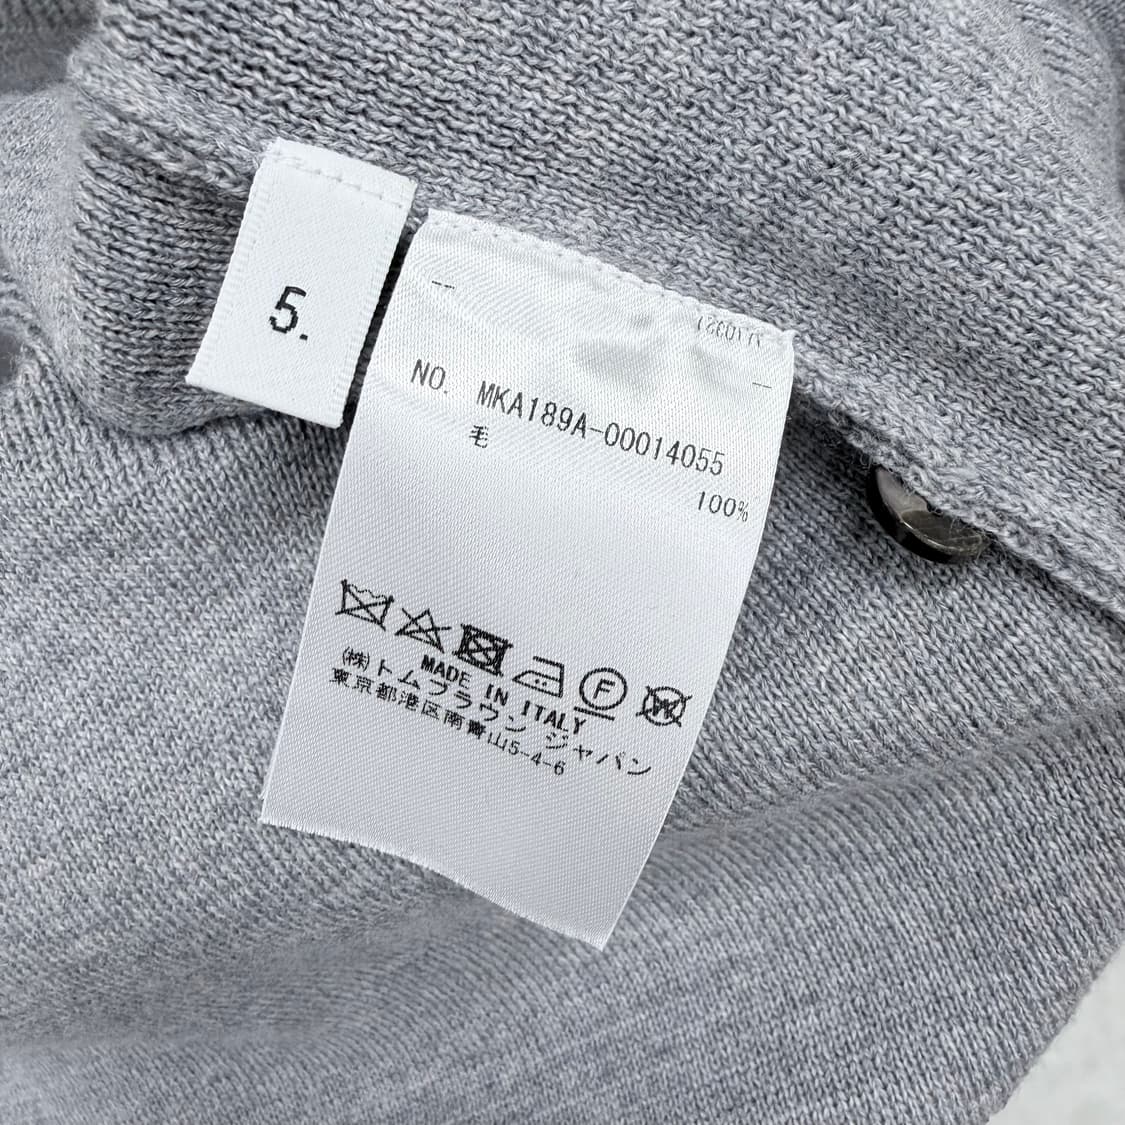 5.
NO. MKA189A-00014055
毛
100%
F
W
MADE IN ITALY
(株)トムブラウン ジャパン
東京都港区南青山5-4-6